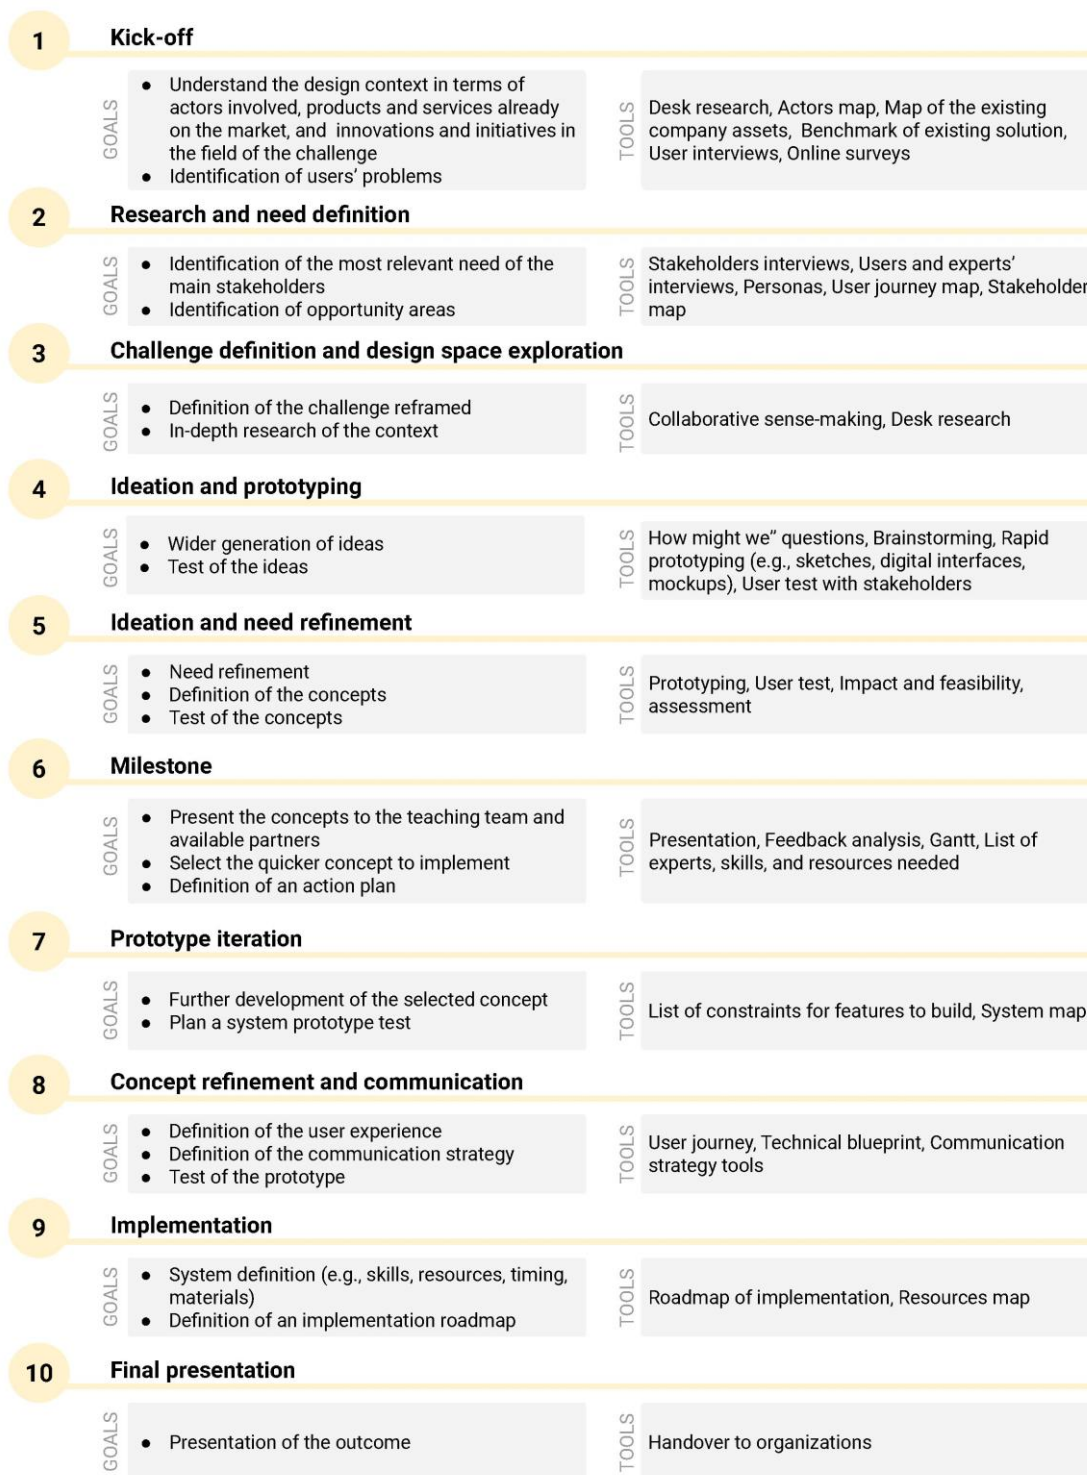 1
Kick-off
GOALS
● Understand the design context in terms of
actors involved, products and services already
on the market, and innovations and initiatives in
the field of the challenge
● Identification of users' problems
TOOLS
Desk research, Actors map, Map of the existing
company assets, Benchmark of existing solution,
User interviews, Online surveys
2
Research and need definition
GOALS
● Identification of the most relevant need of the
main stakeholders
● Identification of opportunity areas
TOOLS
Stakeholders interviews, Users and experts'
interviews, Personas, User journey map, Stakeholder
map
3
Challenge definition and design space exploration
GOALS
● Definition of the challenge reframed
● In-depth research of the context
TOOLS
Collaborative sense-making, Desk research
4
Ideation and prototyping
GOALS
● Wider generation of ideas
● Test of the ideas
TOOLS
How might we” questions, Brainstorming, Rapid
prototyping (e.g., sketches, digital interfaces,
mockups), User test with stakeholders
5
Ideation and need refinement
GOALS
● Need refinement
● Definition of the concepts
● Test of the concepts
TOOLS
Prototyping, User test, Impact and feasibility,
assessment
6
Milestone
GOALS
● Present the concepts to the teaching team and
available partners
● Select the quicker concept to implement
● Definition of an action plan
TOOLS
Presentation, Feedback analysis, Gantt, List of
experts, skills, and resources needed
7
Prototype iteration
GOALS
● Further development of the selected concept
● Plan a system prototype test
TOOLS
List of constraints for features to build, System map
8
Concept refinement and communication
GOALS
● Definition of the user experience
● Definition of the communication strategy
● Test of the prototype
TOOLS
User journey, Technical blueprint, Communication
strategy tools
9
Implementation
GOALS
● System definition (e.g., skills, resources, timing,
materials)
● Definition of an implementation roadmap
TOOLS
Roadmap of implementation, Resources map
10
Final presentation
GOALS
● Presentation of the outcome
TOOLS
Handover to organizations